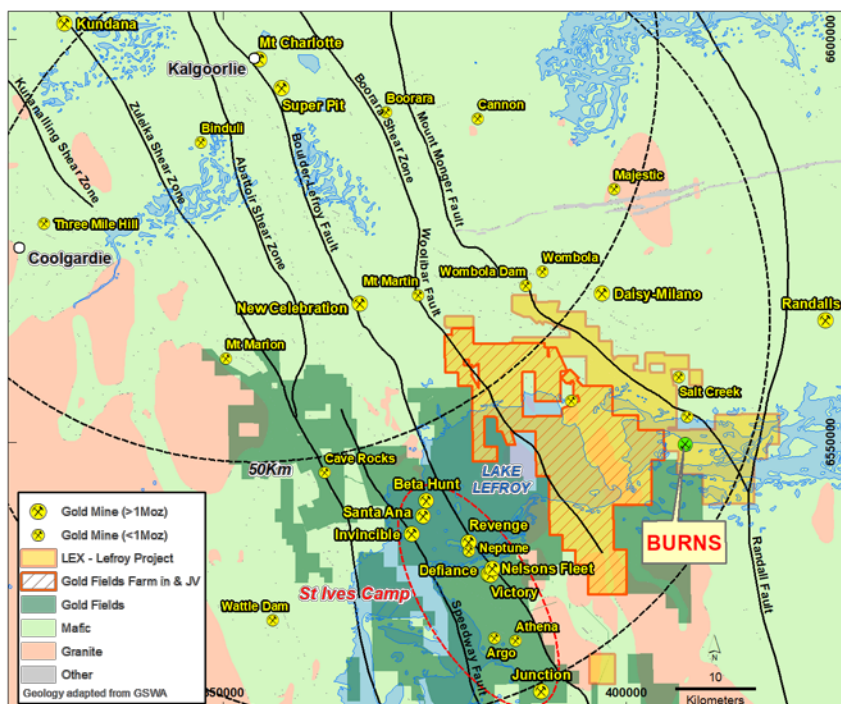 Kundana
Mt Charlotte
Kalgoorlie
Super Pit
Boorara
Cannon
Binduli
Kunanalling Shear Zone
Zuleika Shear Zone
Abattoir Shear Zone
Boulder-Lefroy Fault
Boorara Shear Zone
Mount Monger Fault
6600000
Majestic
Three Mile Hill
Coolgardie
Woolibar Fault
Mt Martin
Wombola Dam
Wombola
Daisy-Milano
New Celebration
Randalls
Mt Marion
Salt Creek
6550000
50Km
Cave Rocks
LAKE
LEFROY
Beta Hunt
Santa Ana
Invincible
Revenge
Neptune
BURNS
Defiance
Nelsons Fleet
Victory
St Ives Camp
Randall Fault
Wattle Dam
Speedway Fault
Athena
Argo
Junction
Gold Mine (>1Moz)
Gold Mine (<1Moz)
LEX - Lefroy Project
Gold Fields Farm in & JV
Gold Fields
Mafic
Granite
Other
Geology adapted from GSWA
350000
400000
N
10
Kilometers